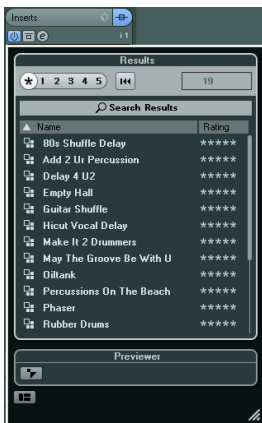 Inserts
e i 1
Results
* 1 2 3 4 5 19
Search Results
Name Rating
80s Shuffle Delay *****
Add 2 Ur Percussion *****
Delay 4 U2 *****
Empty Hall *****
Guitar Shuffle *****
Hicut Vocal Delay *****
Make It 2 Drummers *****
May The Groove Be With U *****
Oiltank *****
Percussions On The Beach *****
Phaser *****
Rubber Drums *****
Previewer